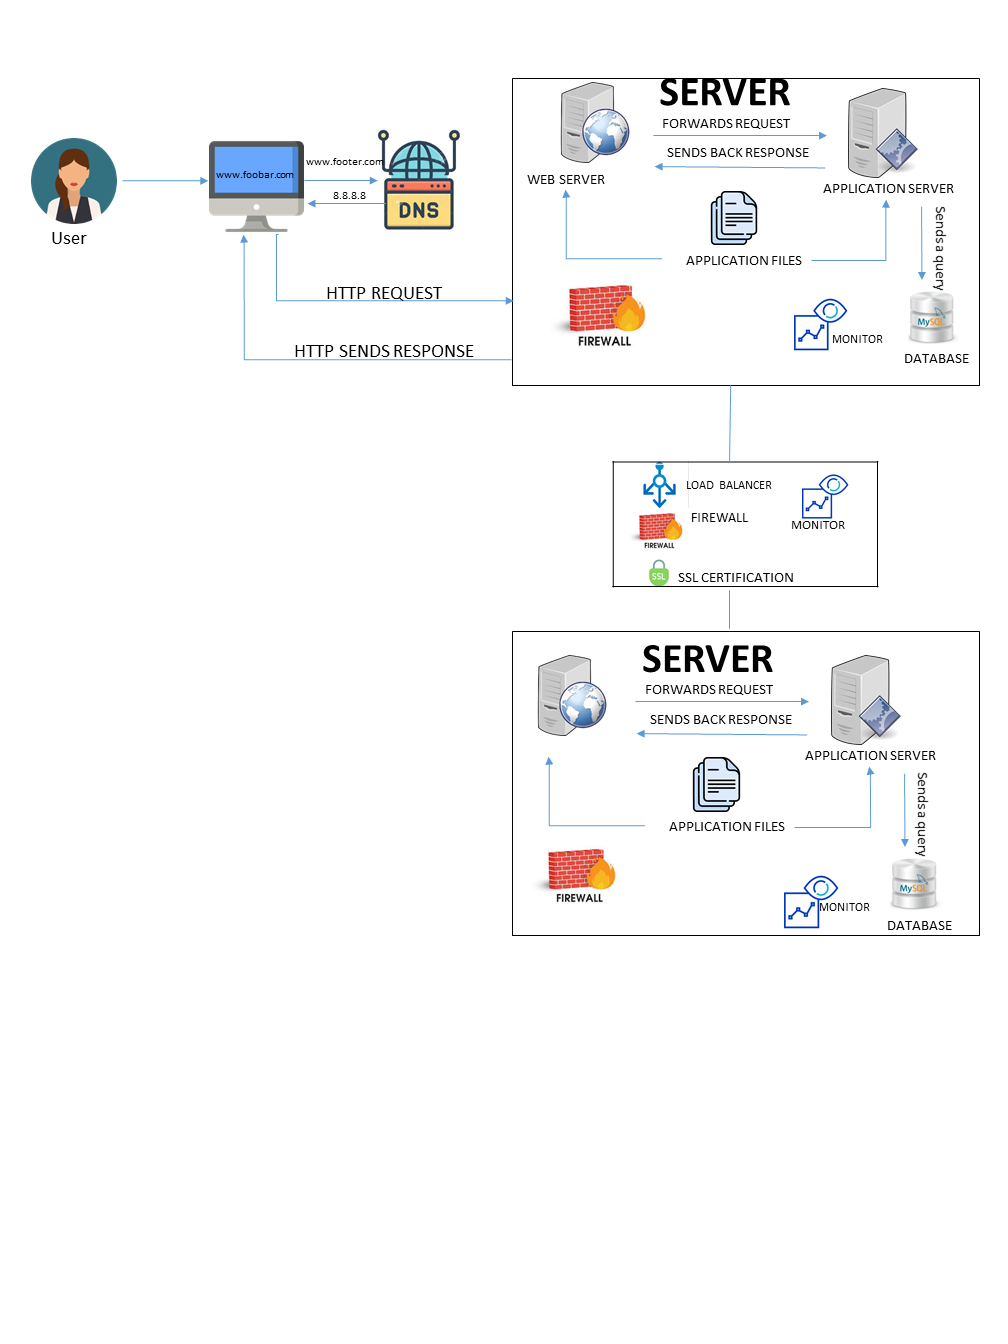 SERVER
FORWARDS REQUEST
SENDS BACK RESPONSE
WEB SERVER
APPLICATION SERVER
www.footer.com
www.foobar.com
8.8.8.8
DNS
User
Sends a query
APPLICATION FILES
HTTP REQUEST
FIREWALL
MONITOR
MySQL
DATABASE
HTTP SENDS RESPONSE
LOAD BALANCER
FIREWALL
MONITOR
FIREWALL
SSL
SSL CERTIFICATION
SERVER
FORWARDS REQUEST
SENDS BACK RESPONSE
APPLICATION SERVER
Sends a query
APPLICATION FILES
FIREWALL
MONITOR
MySQL
DATABASE